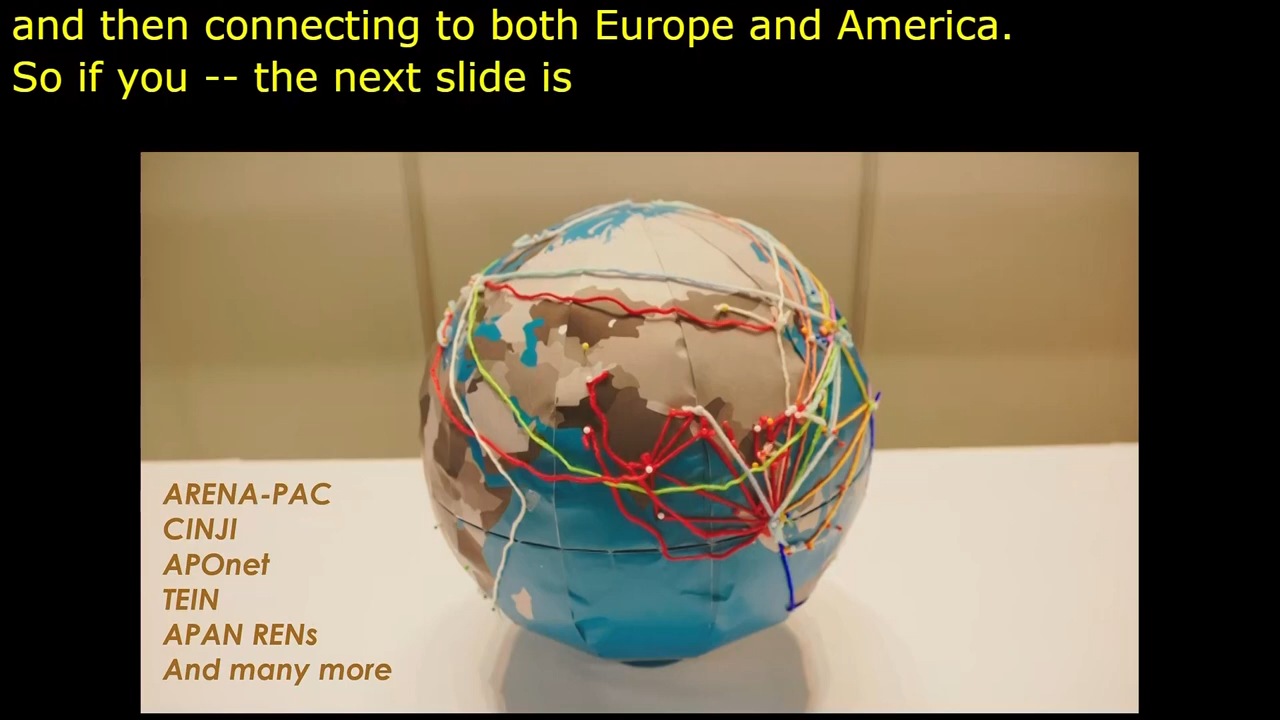 and then connecting to both Europe and America.
So if you -- the next slide is
ARENA-PAC
CINJI
APOnet
TEIN
APAN RENs
And many more